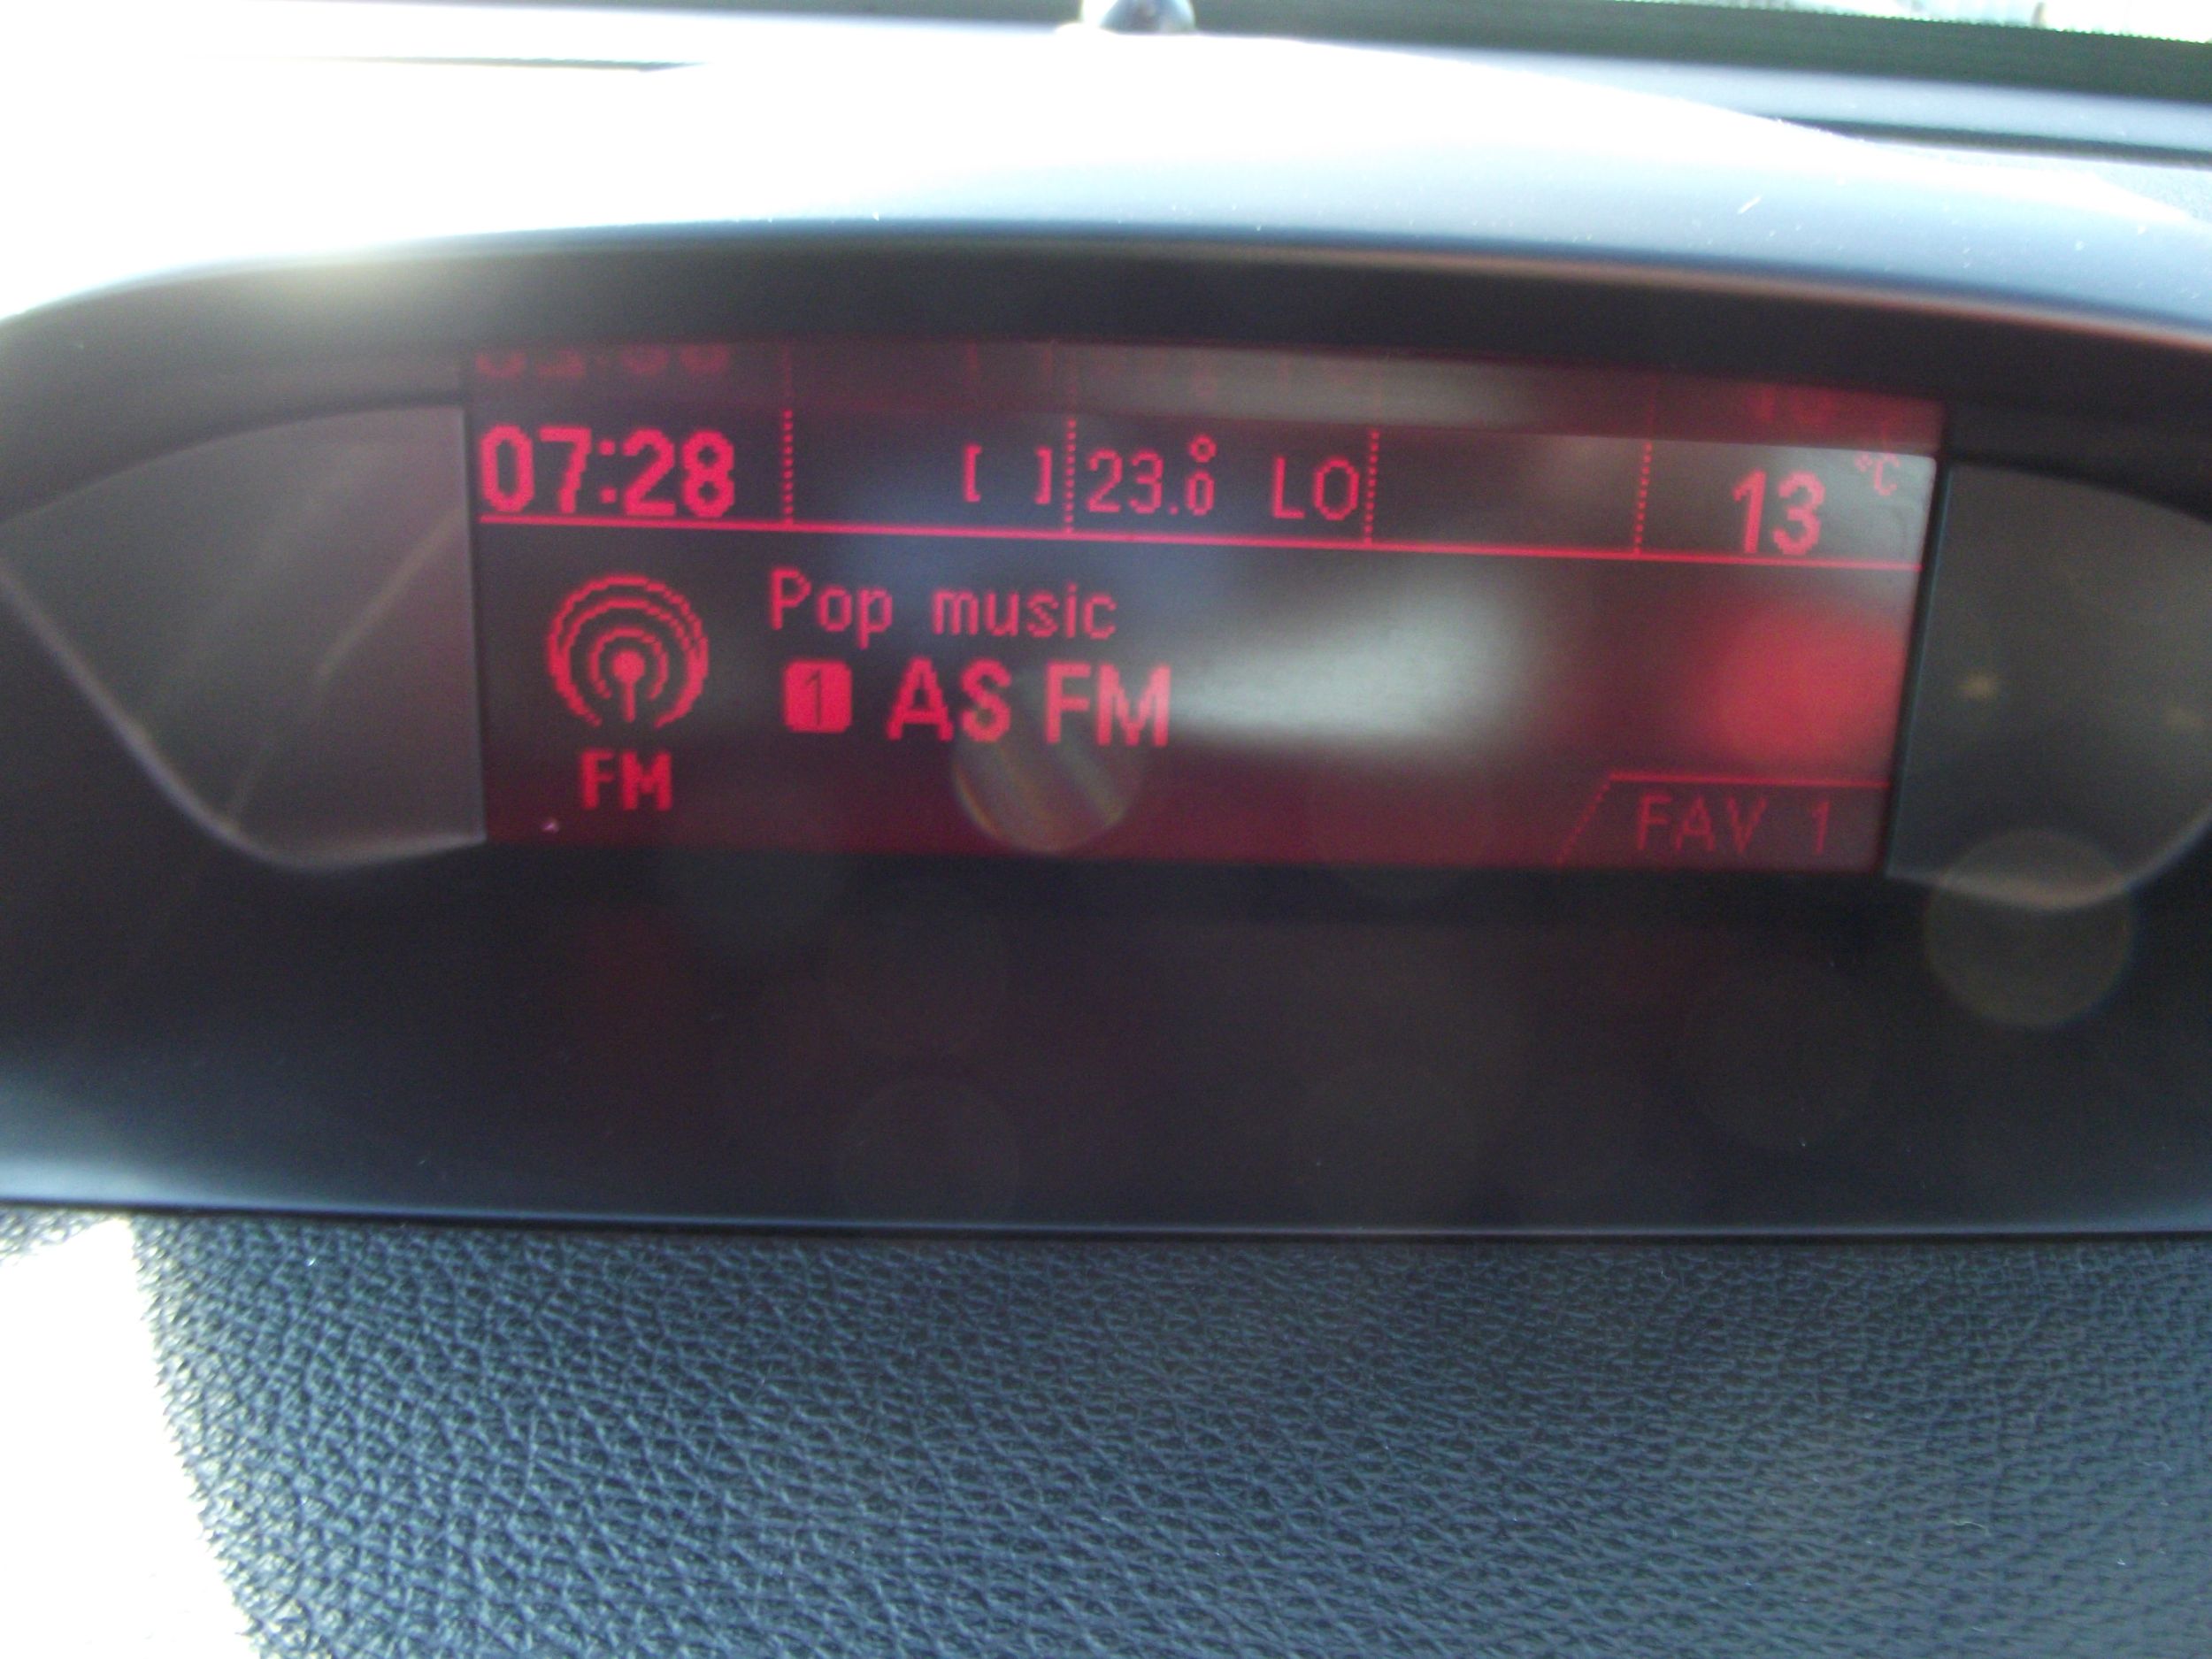 07:28 [ ] 23.0° LO 13 °C
Pop music
1 AS FM
FM
FAV 1